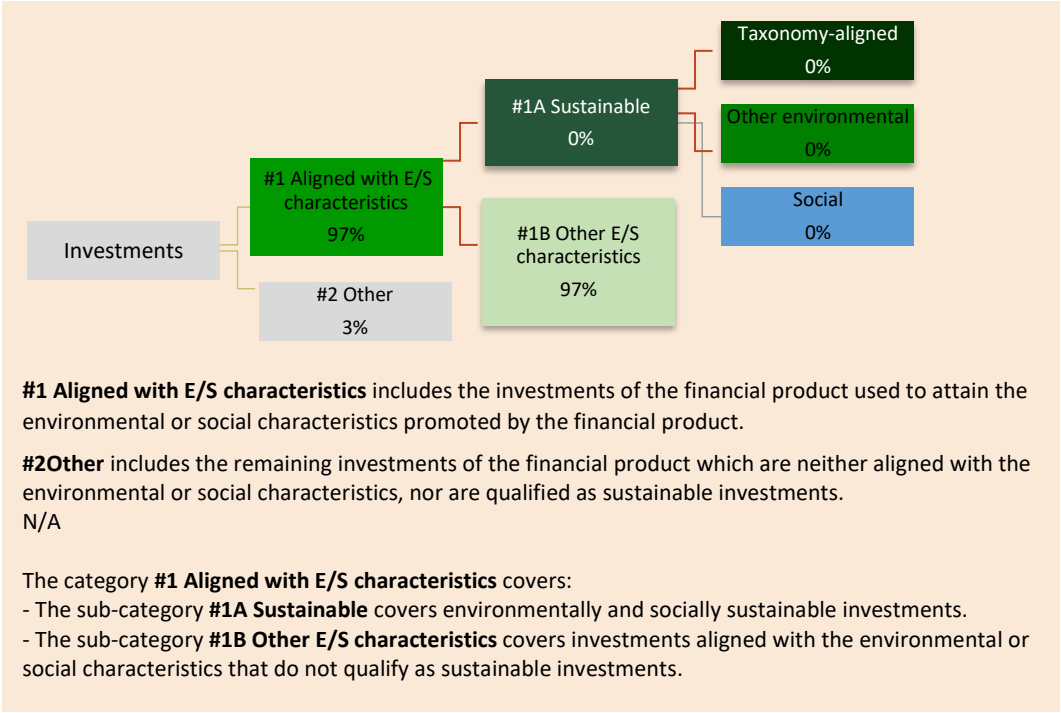 Taxonomy-aligned
0%
#1A Sustainable
0%
Other environmental
0%
#1 Aligned with E/S
characteristics
97%
Social
0%
Investments
#1B Other E/S
characteristics
97%
#2 Other
3%
#1 Aligned with E/S characteristics includes the investments of the financial product used to attain the
environmental or social characteristics promoted by the financial product.
#2Other includes the remaining investments of the financial product which are neither aligned with the
environmental or social characteristics, nor are qualified as sustainable investments.
N/A
The category #1 Aligned with E/S characteristics covers:
- The sub-category #1A Sustainable covers environmentally and socially sustainable investments.
- The sub-category #1B Other E/S characteristics covers investments aligned with the environmental or
social characteristics that do not qualify as sustainable investments.